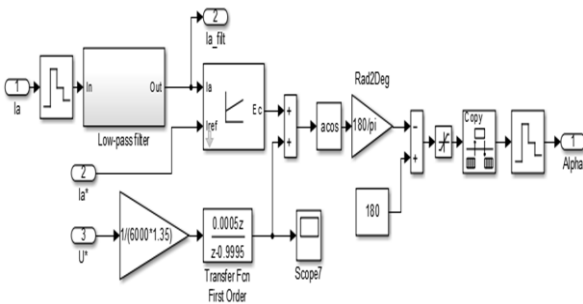 2
Ia_filt
1
Ia
In
Out
Low-pass filter
Ia
Iref
Ec
2
Ia*
3
U*
1/(6000*1.35)
0.0005z
z-0.9995
Transfer Fcn
First Order
Scope7
+
+
acos
Rad2Deg
180/pi
180
-
+
Copy
1
Alpha